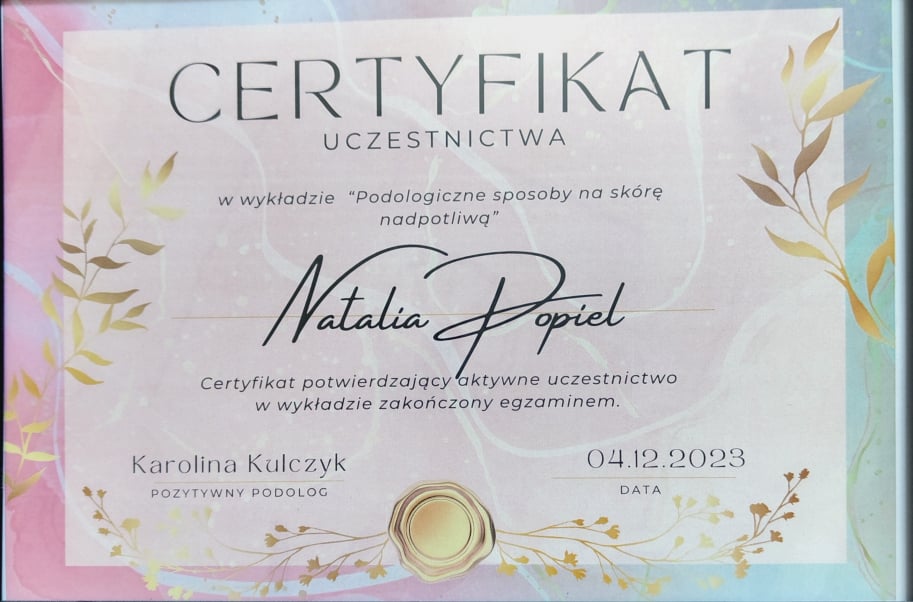 CERTYFIKAT
UCZESTNICTWA
w wykładzie "Podologiczne sposoby na skórę
nadpotliwą"
Natalia Popiel
Certyfikat potwierdzający aktywne uczestnictwo
w wykładzie zakończony egzaminem.
Karolina Kulczyk
POZYTYWNY PODOLOG
04.12.2023
DATA